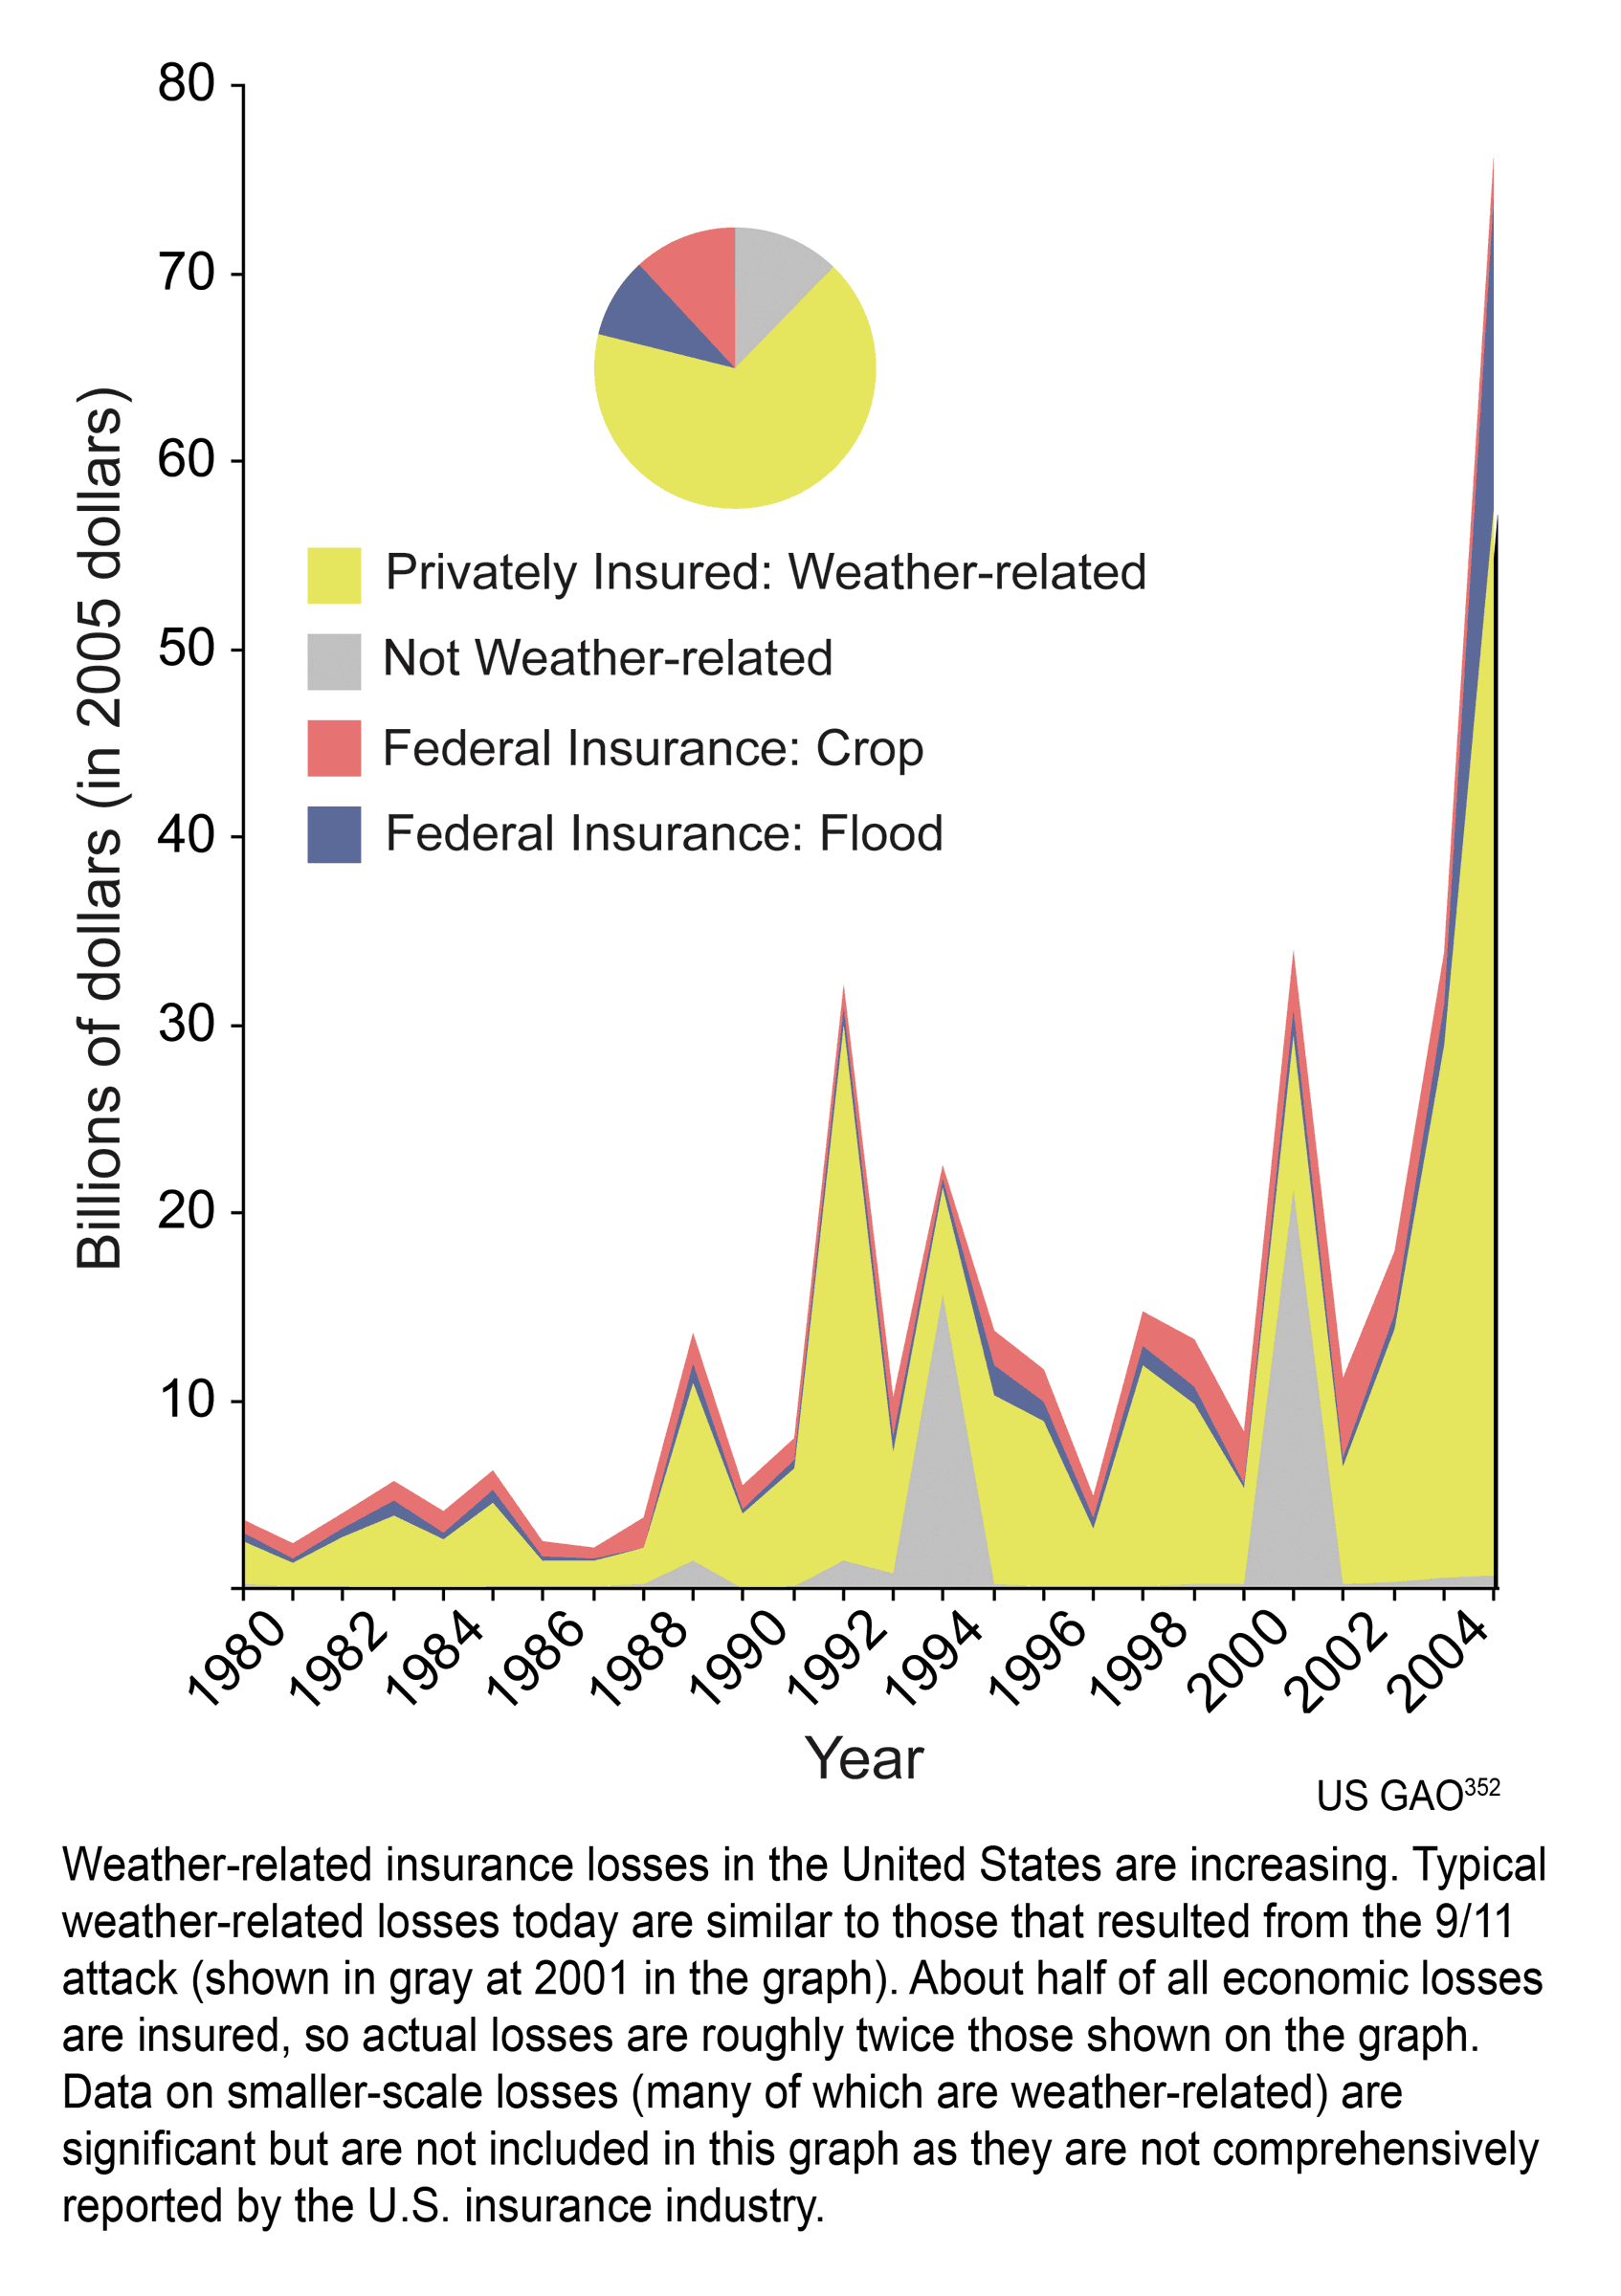 80
70
60
50
40
30
20
10
Billions of dollars (in 2005 dollars)
Privately Insured: Weather-related
Not Weather-related
Federal Insurance: Crop
Federal Insurance: Flood
1980
1982
1984
1986
1988
1990
1992
1994
1996
1998
2000
2002
2004
Year
US GAO352
Weather-related insurance losses in the United States are increasing. Typical
weather-related losses today are similar to those that resulted from the 9/11
attack (shown in gray at 2001 in the graph). About half of all economic losses
are insured, so actual losses are roughly twice those shown on the graph.
Data on smaller-scale losses (many of which are weather-related) are
significant but are not included in this graph as they are not comprehensively
reported by the U.S. insurance industry.